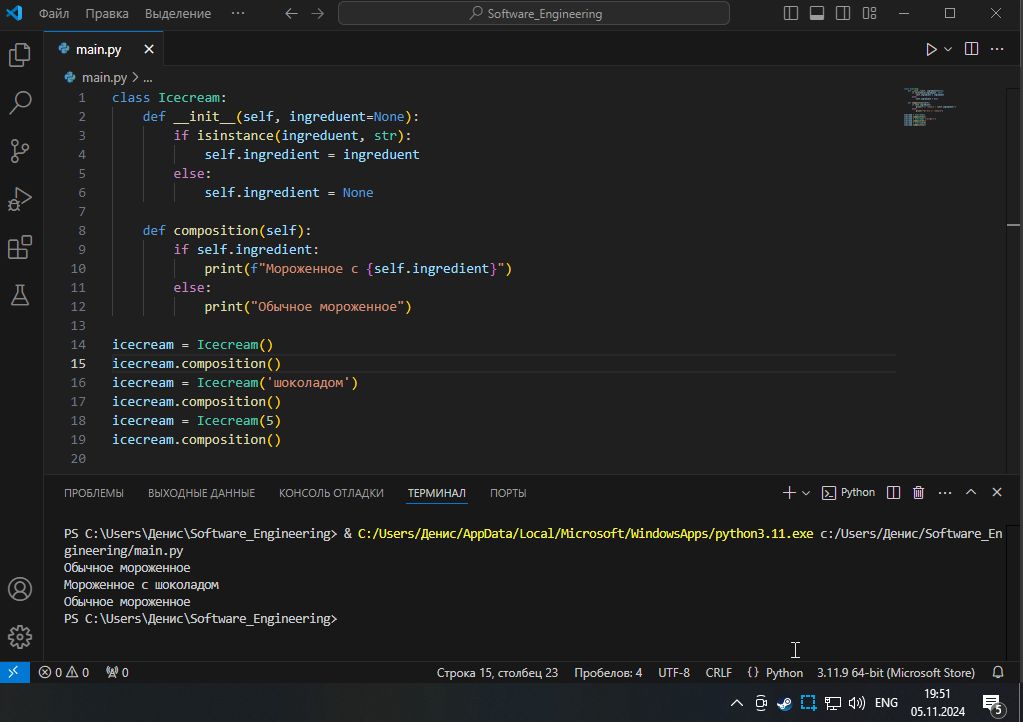 Файл Правка Выделение ··· Software_Engineering
main.py
main.py > ...
1 class Icecream:
2 def __init__(self, ingreduent=None):
3 if isinstance(ingreduent, str):
4 self.ingredient = ingreduent
5 else:
6 self.ingredient = None
7
8 def composition(self):
9 if self.ingredient:
10 print(f"Мороженное с {self.ingredient}")
11 else:
12 print("Обычное мороженное")
13
14 icecream = Icecream()
15 icecream.composition()
16 icecream = Icecream('шоколадом')
17 icecream.composition()
18 icecream = Icecream(5)
19 icecream.composition()
20
ПРОБЛЕМЫ ВЫХОДНЫЕ ДАННЫЕ КОНСОЛЬ ОТЛАДКИ ТЕРМИНАЛ ПОРТЫ Python
PS C:\Users\Денис\Software_Engineering> & C:/Users/Денис/AppData/Local/Microsoft/WindowsApps/python3.11.exe c:/Users/Денис/Software_En
gineering/main.py
Обычное мороженное
Мороженное с шоколадом
Обычное мороженное
PS C:\Users\Денис\Software_Engineering>
0 0 0 Строка 15, столбец 23 Пробелов: 4 UTF-8 CRLF {} Python 3.11.9 64-bit (Microsoft Store)
ENG 19:51
05.11.2024 5